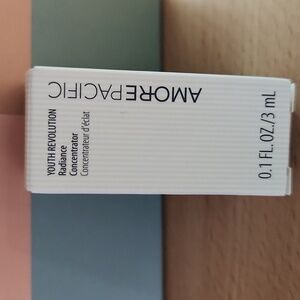 AMOREPACIFIC
YOUTH REVOLUTION
Radiance
Concentrator
Concentrateur d'éclat
0.1 FL. OZ./3 mL